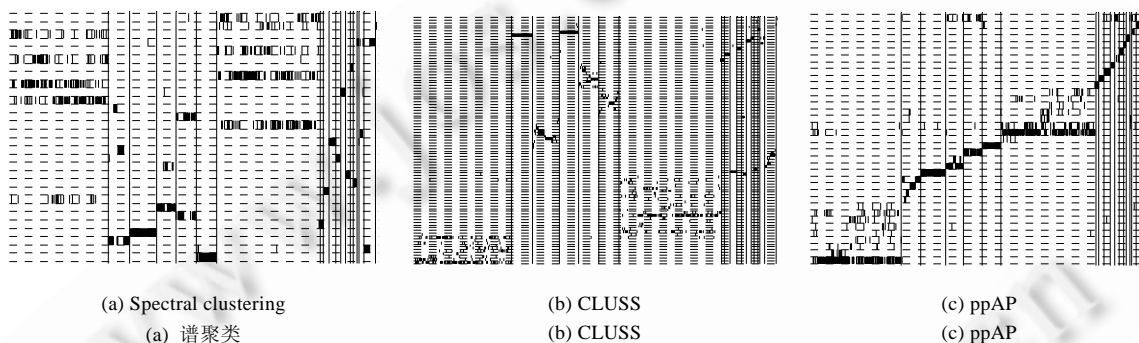 (a) Spectral clustering (b) CLUSS (c) ppAP
(a) 谱聚类 (b) CLUSS (c) ppAP